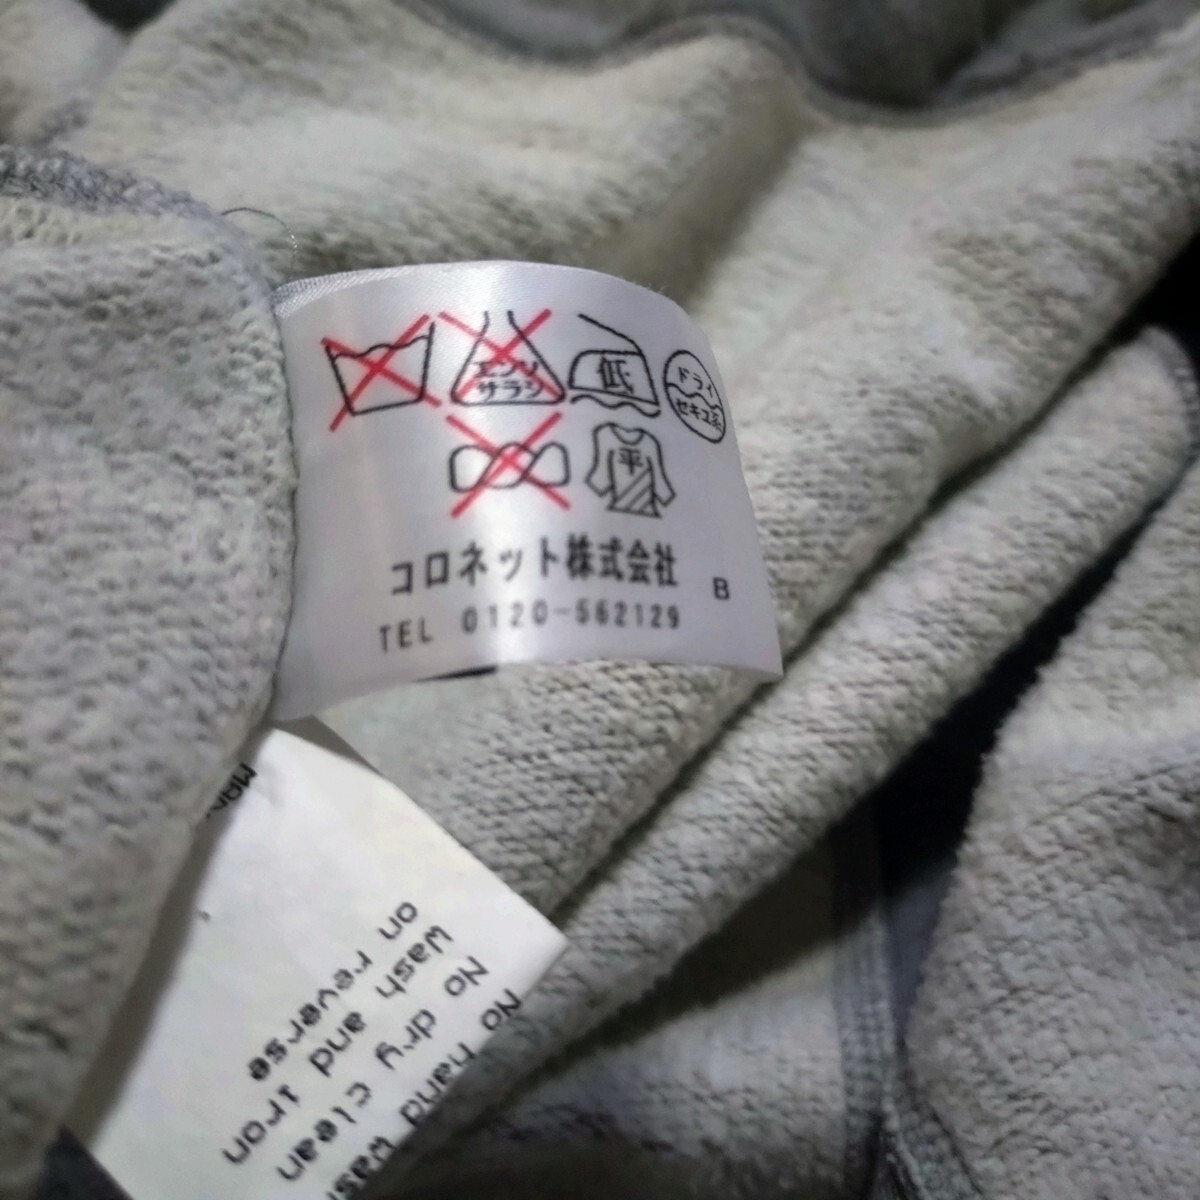 エンソ
サラシ
低
ドライ
セキユ系
平
コロネット株式会社
B
TEL 0120-562129
No hand was
No dry clean
Wash and iron
on reverse